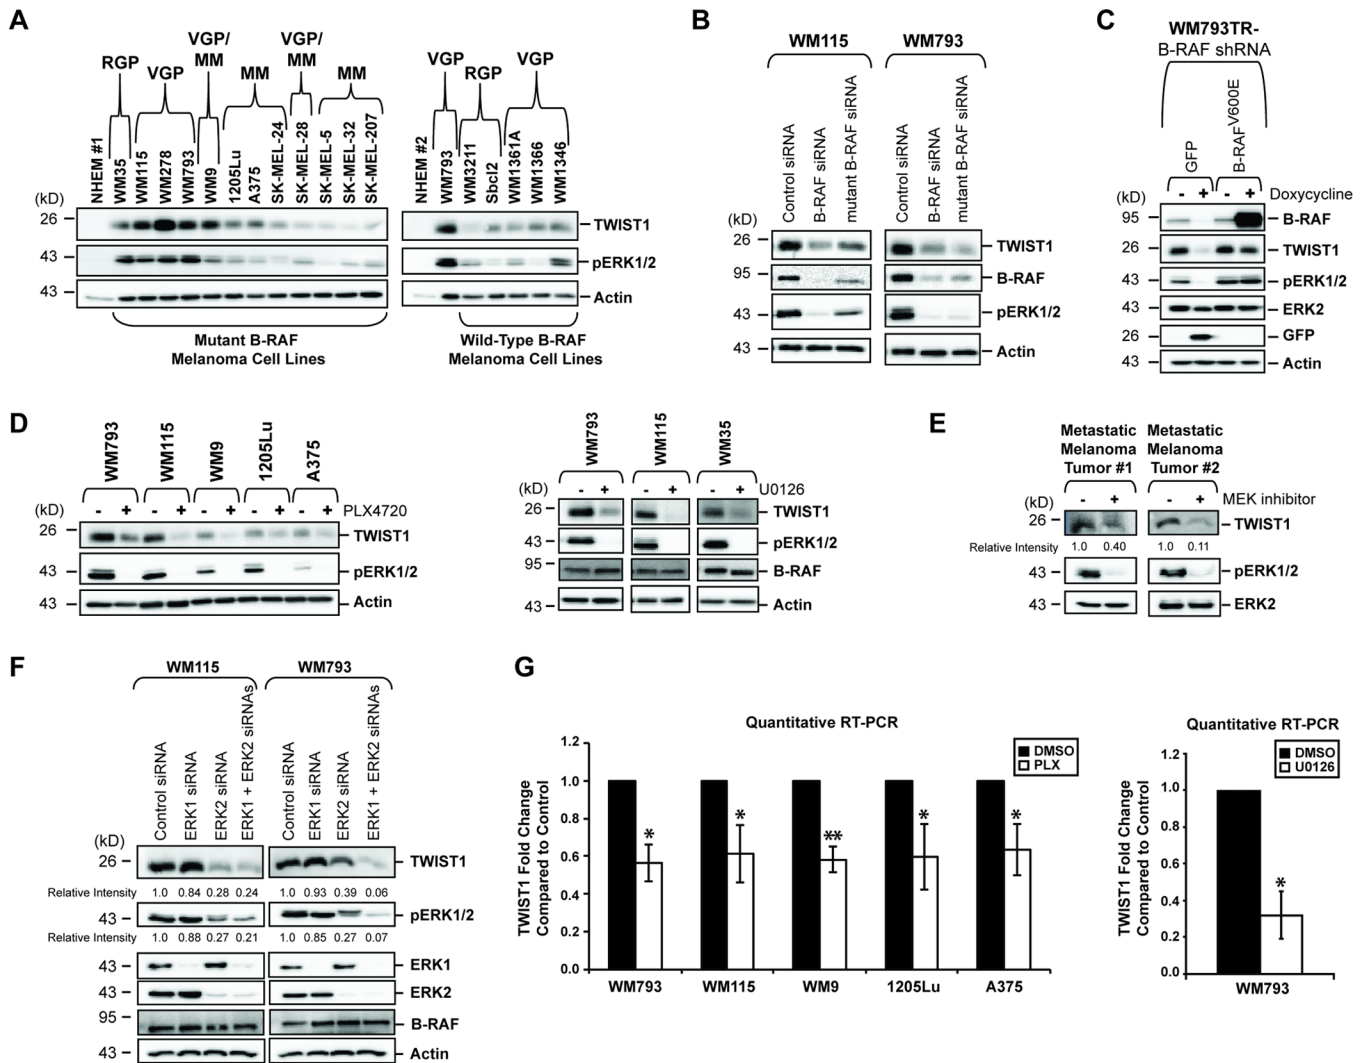 A
RGP
VGP
VGP/
MM
MM
VGP/
MM
MM
NHEM #1
WM35
WM115
WM278
WM793
WM9
1205Lu
A375
SK-MEL-24
SK-MEL-28
SK-MEL-5
SK-MEL-32
SK-MEL-207
VGP
RGP
VGP
NHEM #2
WM793
WM3211
Sbcl2
WM1361A
WM1366
WM1346
(kD)
26
TWIST1
43
pERK1/2
43
Actin
Mutant B-RAF
Melanoma Cell Lines
Wild-Type B-RAF
Melanoma Cell Lines
B
WM115
WM793
Control siRNA
B-RAF siRNA
mutant B-RAF siRNA
Control siRNA
B-RAF siRNA
mutant B-RAF siRNA
(kD)
26
TWIST1
95
B-RAF
43
pERK1/2
43
Actin
C
WM793TR-
B-RAF shRNA
GFP
B-RAFV600E
(kD)
- + - + Doxycycline
95
B-RAF
26
TWIST1
43
pERK1/2
43
ERK2
26
GFP
43
Actin
D
WM793
WM115
WM9
1205Lu
A375
(kD)
- + - + - + - + - + PLX4720
26
TWIST1
43
pERK1/2
43
Actin
WM793
WM115
WM35
(kD)
- + - + - + U0126
26
TWIST1
43
pERK1/2
95
B-RAF
43
Actin
E
Metastatic
Melanoma
Tumor #1
Metastatic
Melanoma
Tumor #2
(kD)
- + - + MEK inhibitor
26
TWIST1
Relative Intensity 1.0 0.40 1.0 0.11
43
pERK1/2
43
ERK2
F
WM115
WM793
Control siRNA
ERK1 siRNA
ERK2 siRNA
ERK1 + ERK2 siRNAs
Control siRNA
ERK1 siRNA
ERK2 siRNA
ERK1 + ERK2 siRNAs
(kD)
26
TWIST1
Relative Intensity 1.0 0.84 0.28 0.24 1.0 0.93 0.39 0.06
43
pERK1/2
Relative Intensity 1.0 0.88 0.27 0.21 1.0 0.85 0.27 0.07
43
ERK1
43
ERK2
95
B-RAF
43
Actin
G
Quantitative RT-PCR
TWIST1 Fold Change
Compared to Control
1.2
1.0
0.8
0.6
0.4
0.2
0.0
DMSO
PLX
* * ** * *
WM793 WM115 WM9 1205Lu A375
Quantitative RT-PCR
TWIST1 Fold Change
Compared to Control
1.2
1.0
0.8
0.6
0.4
0.2
0.0
DMSO
U0126
*
WM793